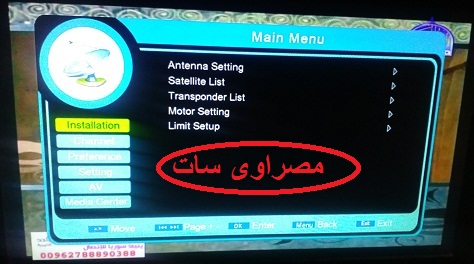 Main Menu
Antenna Setting
Satellite List
Transponder List
Motor Setting
Limit Setup
Installation
Channel
Preference
Setting
AV
Media Center
مصراوى سات
Move
Page
OK Enter
Menu Back
Exit Exit
00962788890388